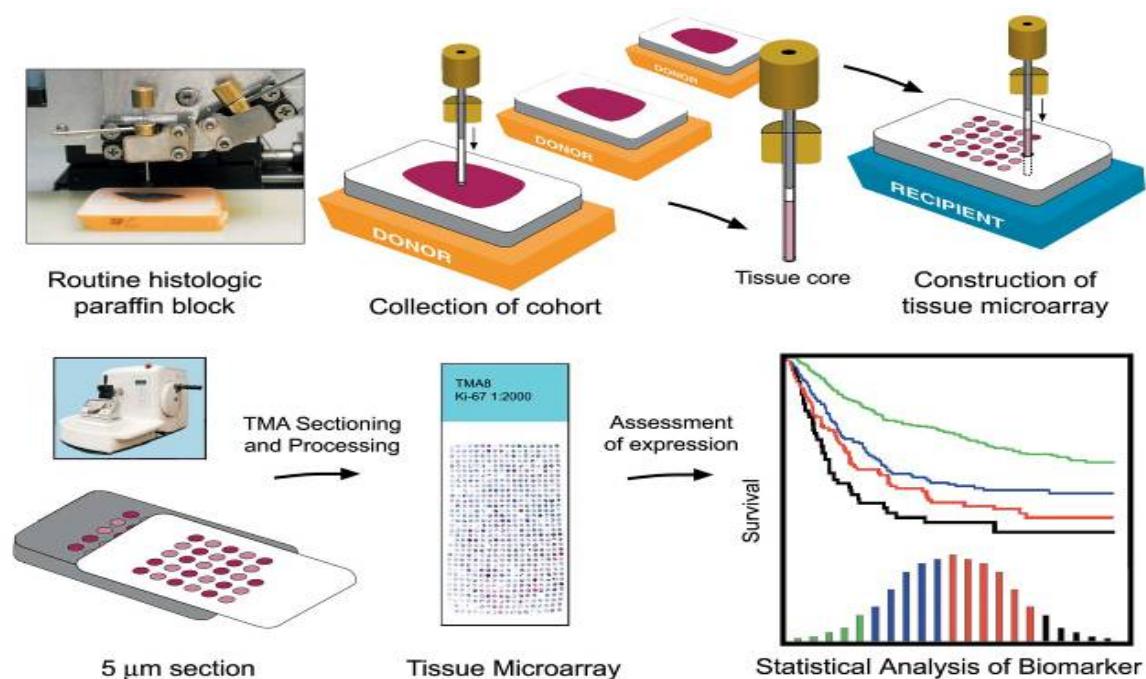 DONOR
DONOR
DONOR
RECIPIENT
Routine histologic
paraffin block
Collection of cohort
Tissue core
Construction of
tissue microarray
TMA Sectioning
and Processing
TMA8
Ki-67 1:2000
Assessment
of expression
Survival
5 μm section
Tissue Microarray
Statistical Analysis of Biomarker